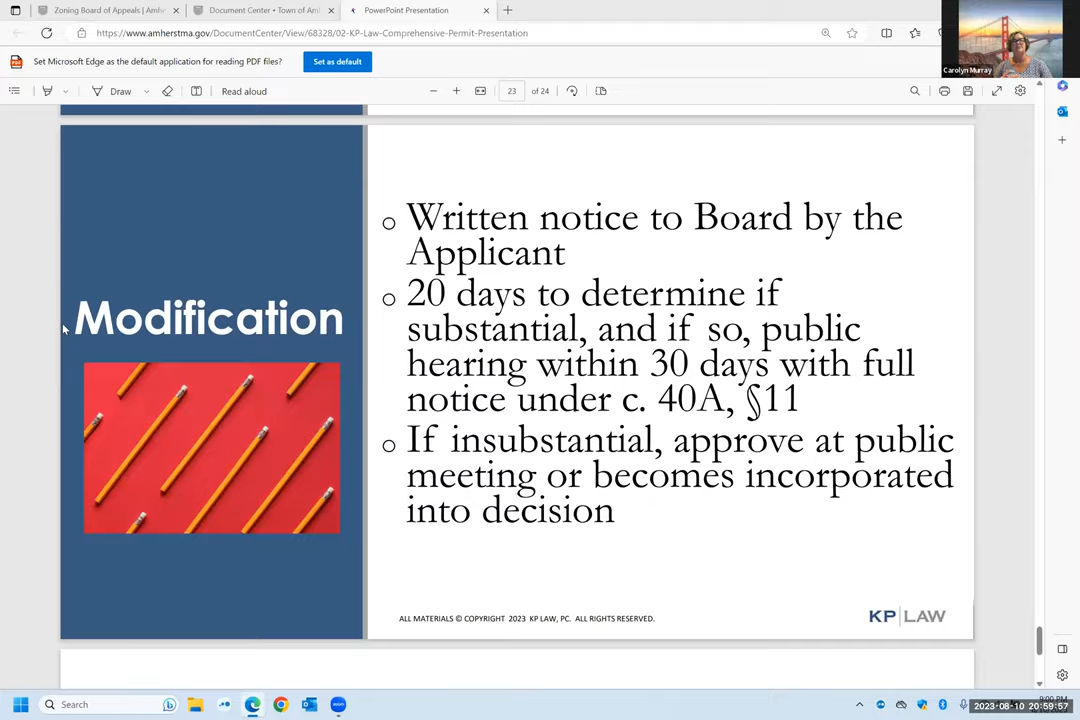 Zoning Board of Appeals | Amh
Document Center • Town of Am
PowerPoint Presentation
https://www.amherstma.gov/DocumentCenter/View/68328/02-KP-Law-Comprehensive-Permit-Presentation
Set Microsoft Edge as the default application for reading PDF files?
Set as default
Carolyn Murray
Draw
Read aloud
23
of 24
Modification
Written notice to Board by the
Applicant
20 days to determine if
substantial, and if so, public
hearing within 30 days with full
notice under c. 40A, §11
If insubstantial, approve at public
meeting or becomes incorporated
into decision
ALL MATERIALS © COPYRIGHT 2023 KP LAW, PC. ALL RIGHTS RESERVED.
KP | LAW
Search
9:00 PM
2023-08-10 20:59:57